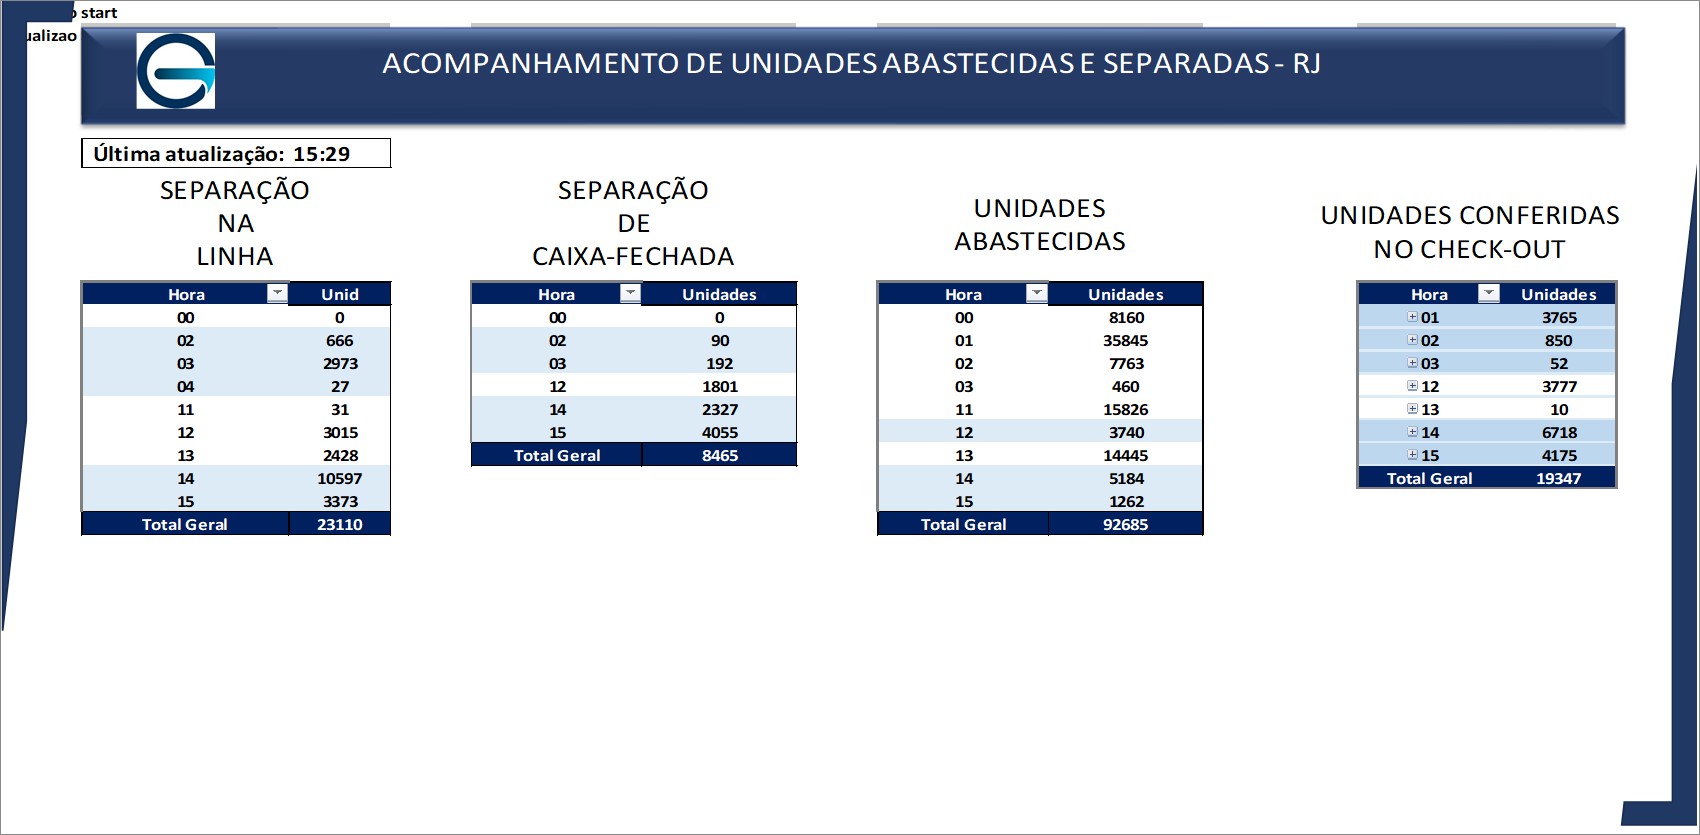 start
ACOMPANHAMENTO DE UNIDADES ABASTECIDAS E SEPARADAS - RJ
Última atualização: 15:29
SEPARAÇÃO
NA
LINHA
Hora Unid
00 0
02 666
03 2973
04 27
11 31
12 3015
13 2428
14 10597
15 3373
Total Geral 23110
SEPARAÇÃO
DE
CAIXA-FECHADA
Hora Unidades
00 0
02 90
03 192
12 1801
14 2327
15 4055
Total Geral 8465
UNIDADES
ABASTECIDAS
Hora Unidades
00 8160
01 35845
02 7763
03 460
11 15826
12 3740
13 14445
14 5184
15 1262
Total Geral 92685
UNIDADES CONFERIDAS
NO CHECK-OUT
Hora Unidades
01 3765
02 850
03 52
12 3777
13 10
14 6718
15 4175
Total Geral 19347